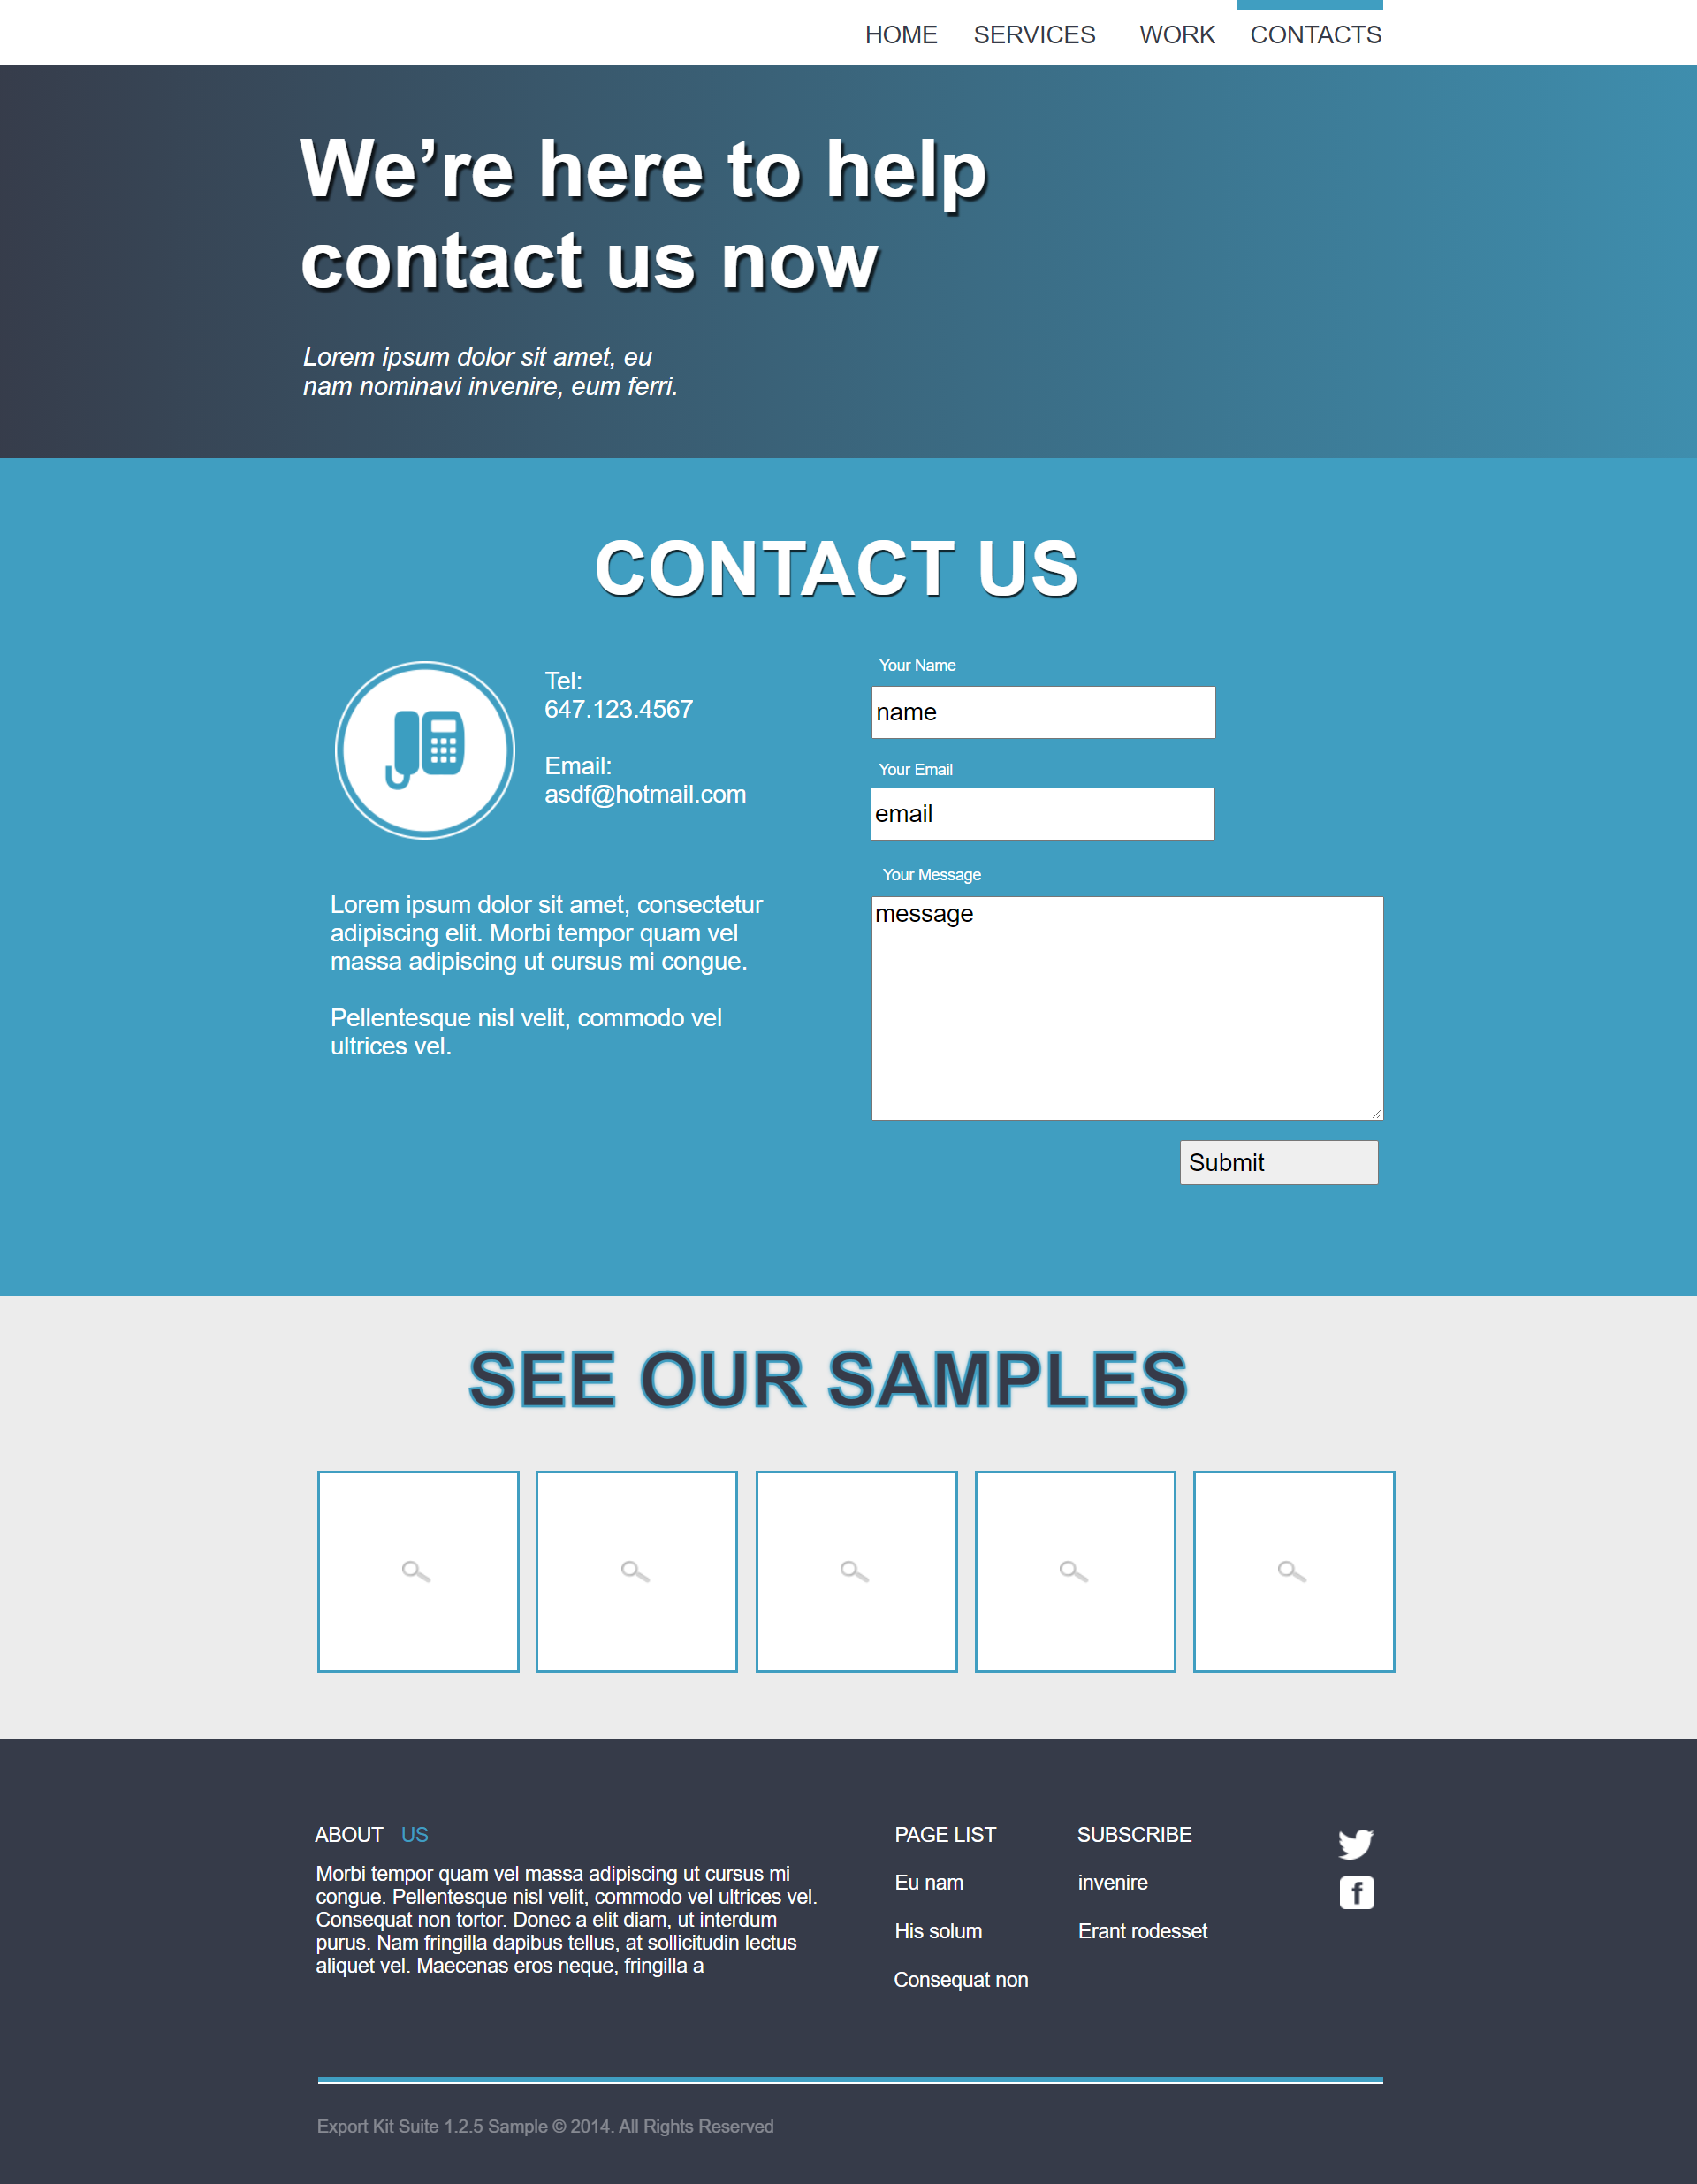 HOME SERVICES WORK CONTACTS
We’re here to help
contact us now
Lorem ipsum dolor sit amet, eu
nam nominavi invenire, eum ferri.
CONTACT US
Tel:
647.123.4567
Email:
asdf@hotmail.com
Lorem ipsum dolor sit amet, consectetur
adipiscing elit. Morbi tempor quam vel
massa adipiscing ut cursus mi congue.
Pellentesque nisl velit, commodo vel
ultrices vel.
Your Name
name
Your Email
email
Your Message
message
Submit
SEE OUR SAMPLES
ABOUT US
Morbi tempor quam vel massa adipiscing ut cursus mi
congue. Pellentesque nisl velit, commodo vel ultrices vel.
Consequat non tortor. Donec a elit diam, ut interdum
purus. Nam fringilla dapibus tellus, at sollicitudin lectus
aliquet vel. Maecenas eros neque, fringilla a
PAGE LIST
Eu nam
His solum
Consequat non
SUBSCRIBE
invenire
Erant rodesset
Export Kit Suite 1.2.5 Sample © 2014. All Rights Reserved